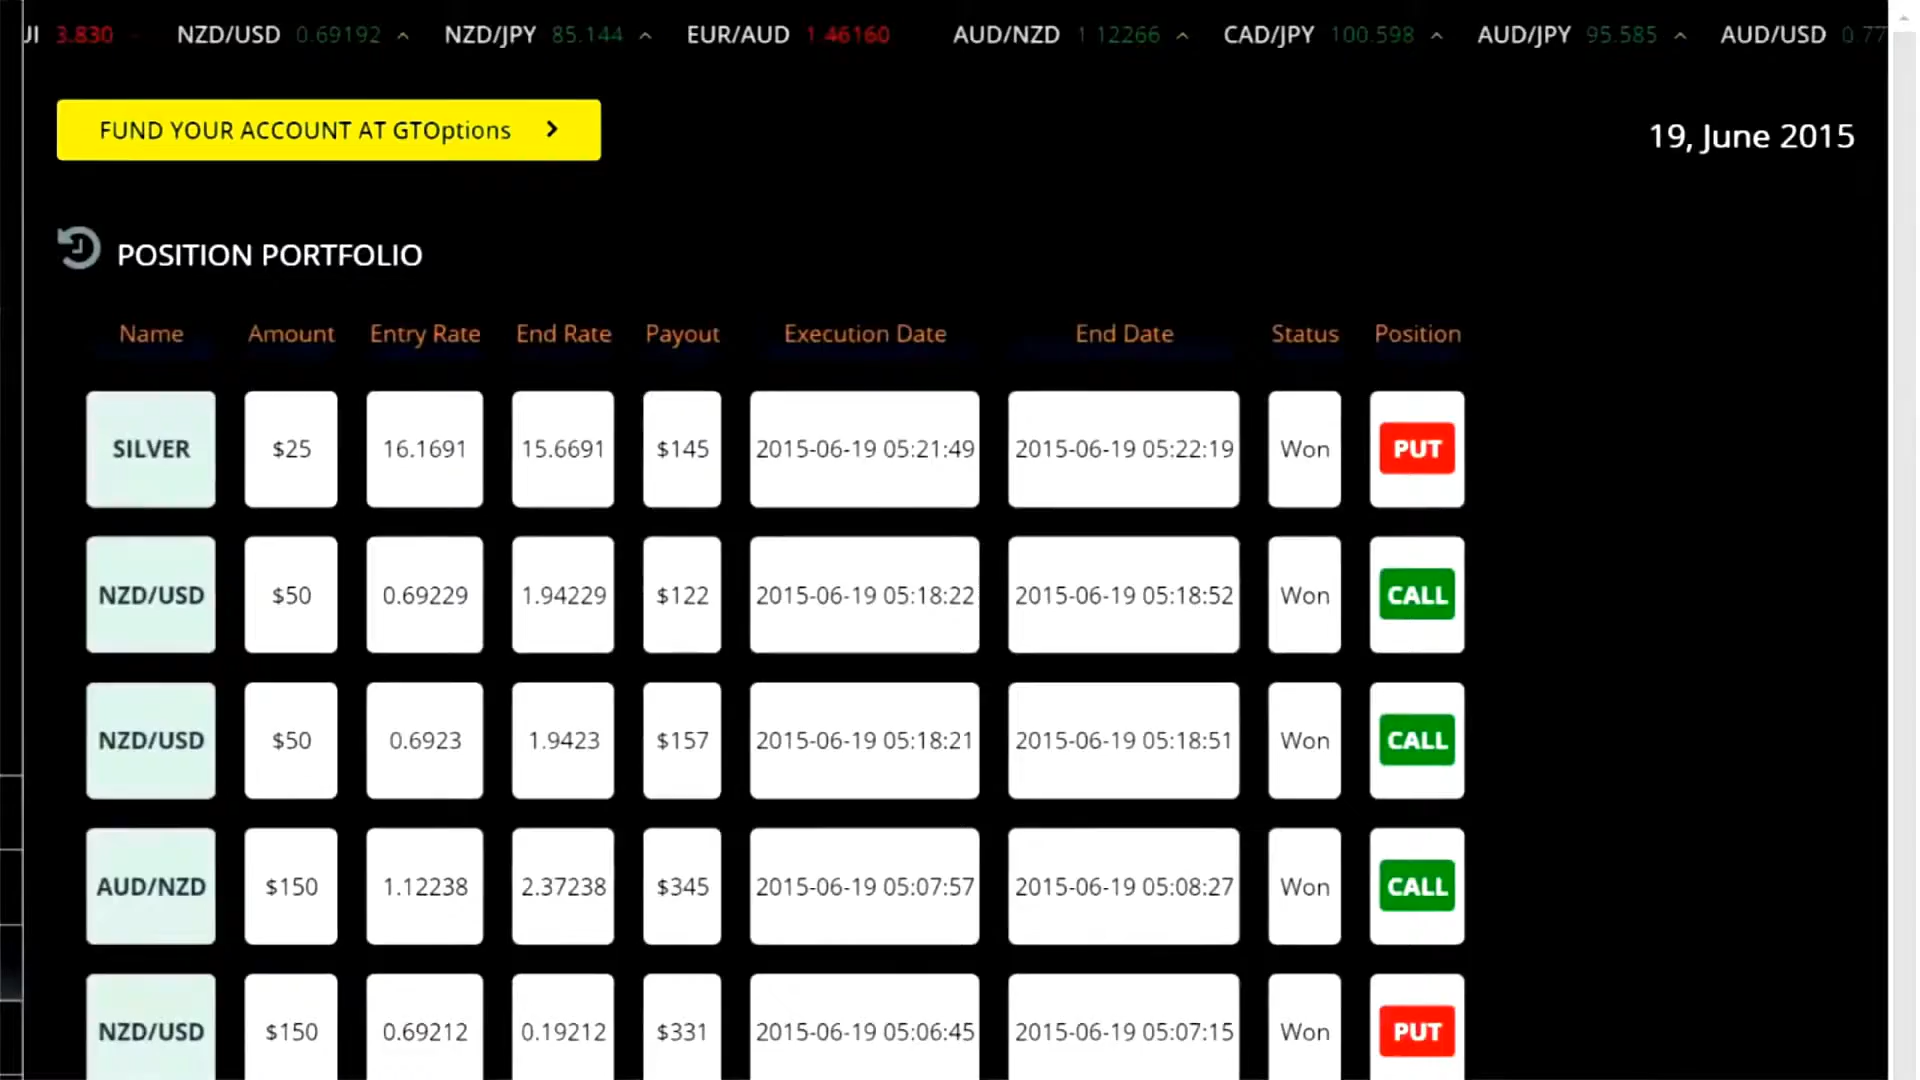 JI 3.830 NZD/USD 0.69192 NZD/JPY 85.144 EUR/AUD 1.46160 AUD/NZD 1.12266 CAD/JPY 100.598 AUD/JPY 95.585 AUD/USD 0.77
FUND YOUR ACCOUNT AT GTOptions
19, June 2015
POSITION PORTFOLIO
Name Amount Entry Rate End Rate Payout Execution Date End Date Status Position
SILVER $25 16.1691 15.6691 $145 2015-06-19 05:21:49 2015-06-19 05:22:19 Won PUT
NZD/USD $50 0.69229 1.94229 $122 2015-06-19 05:18:22 2015-06-19 05:18:52 Won CALL
NZD/USD $50 0.6923 1.9423 $157 2015-06-19 05:18:21 2015-06-19 05:18:51 Won CALL
AUD/NZD $150 1.12238 2.37238 $345 2015-06-19 05:07:57 2015-06-19 05:08:27 Won CALL
NZD/USD $150 0.69212 0.19212 $331 2015-06-19 05:06:45 2015-06-19 05:07:15 Won PUT